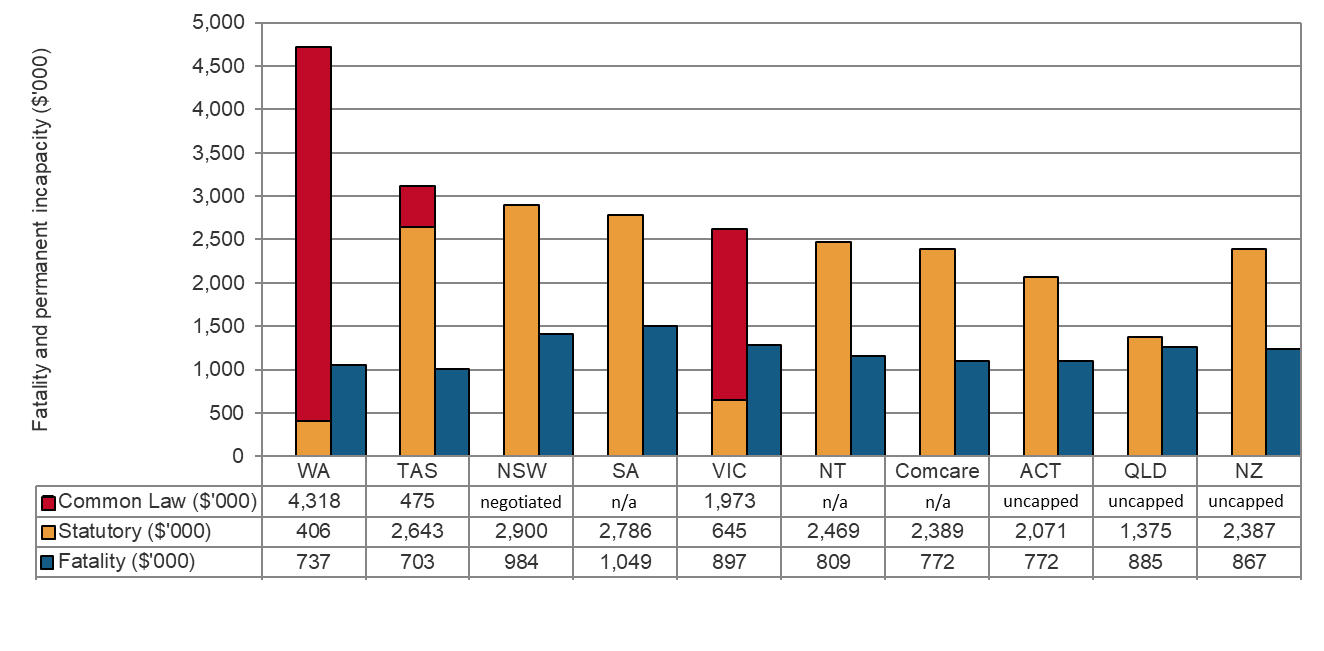 Fatality and permanent incapacity ($'000)
5,000
4,500
4,000
3,500
3,000
2,500
2,000
1,500
1,000
500
0
WA TAS NSW SA VIC NT Comcare ACT QLD NZ
Common Law ($'000) 4,318 475 negotiated n/a 1,973 n/a n/a uncapped uncapped uncapped
Statutory ($'000) 406 2,643 2,900 2,786 645 2,469 2,389 2,071 1,375 2,387
Fatality ($'000) 737 703 984 1,049 897 809 772 772 885 867